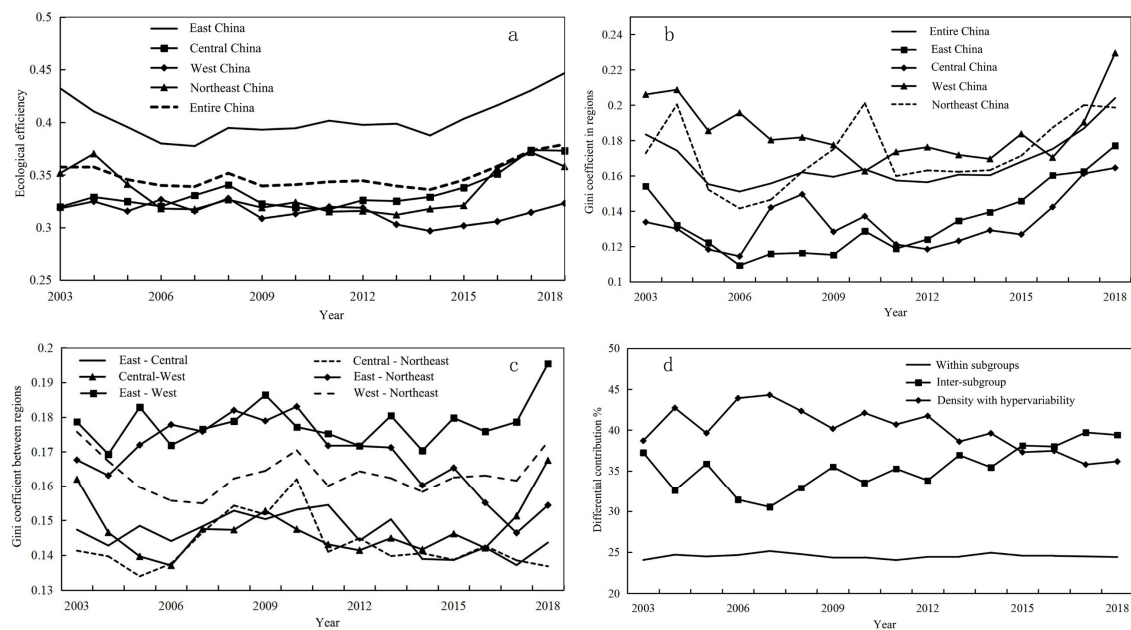 a
East China
Central China
West China
Northeast China
Entire China
0.5
0.45
0.4
0.35
0.3
0.25
Ecological efficiency
2003 2006 2009 2012 2015 2018
Year
b
Entire China
East China
Central China
West China
Northeast China
0.24
0.22
0.2
0.18
0.16
0.14
0.12
0.1
Gini coefficient in regions
2003 2006 2009 2012 2015 2018
Year
c
East - Central
Central-West
East - West
Central - Northeast
East - Northeast
West - Northeast
0.2
0.19
0.18
0.17
0.16
0.15
0.14
0.13
Gini coefficient between regions
2003 2006 2009 2012 2015 2018
Year
d
Within subgroups
Inter-subgroup
Density with hypervariability
50
45
40
35
30
25
20
Differential contribution %
2003 2006 2009 2012 2015 2018
Year